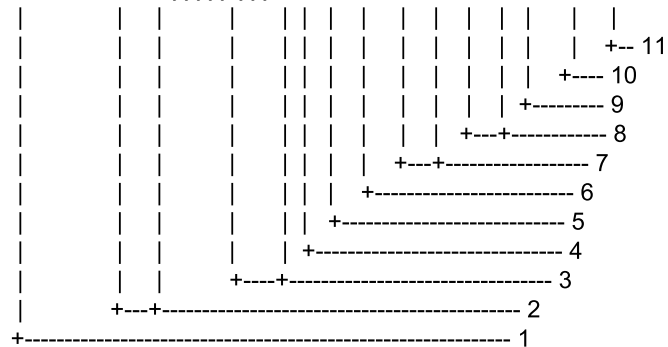 | | | | | | | | | | | | | | |
| | | | | | | | | | | | | | +-- 11
| | | | | | | | | | | | | +---- 10
| | | | | | | | | | | | +--------- 9
| | | | | | | | | | +---+------------ 8
| | | | | | | | +---+------------------ 7
| | | | | | | +------------------------ 6
| | | | | | +---------------------------- 5
| | | | | +------------------------------- 4
| | | +----+--------------------------------- 3
| +---+-------------------------------------------- 2
+----------------------------------------------------------- 1